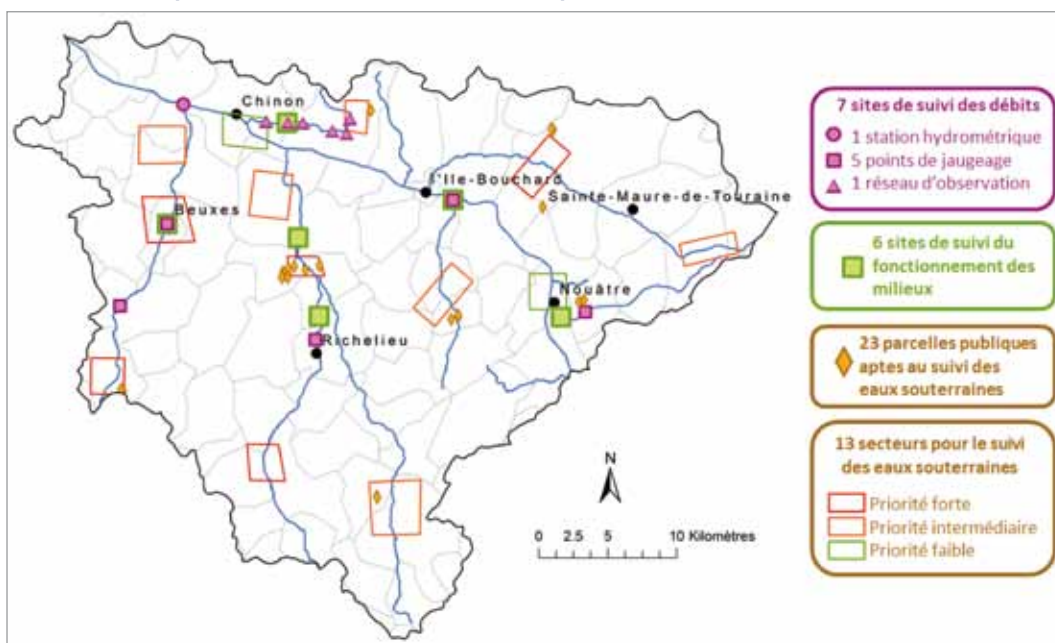 Chinon
l'Ile-Bouchard
Sainte-Maure-de-Touraine
Beuxes
Nouâtre
Richelieu
N
0 2.5 5 10 Kilomètres
7 sites de suivi des débits
1 station hydrométrique
5 points de jaugeage
1 réseau d'observation
6 sites de suivi du
fonctionnement des
milieux
23 parcelles publiques
aptes au suivi des
eaux souterraines
13 secteurs pour le suivi
des eaux souterraines
Priorité forte
Priorité intermédiaire
Priorité faible